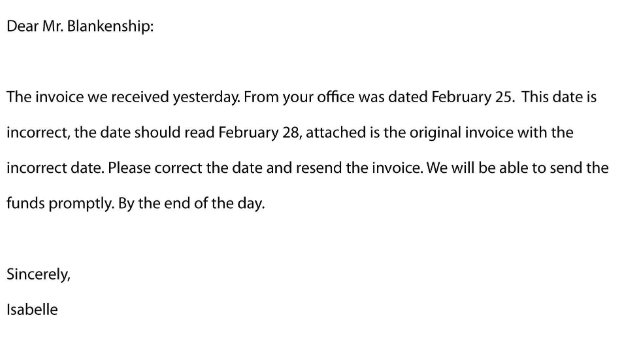 Dear Mr. Blankenship:
The invoice we received yesterday. From your office was dated February 25.  This date is
incorrect, the date should read February 28, attached is the original invoice with the
incorrect date. Please correct the date and resend the invoice. We will be able to send the
funds promptly. By the end of the day.
Sincerely,
Isabelle